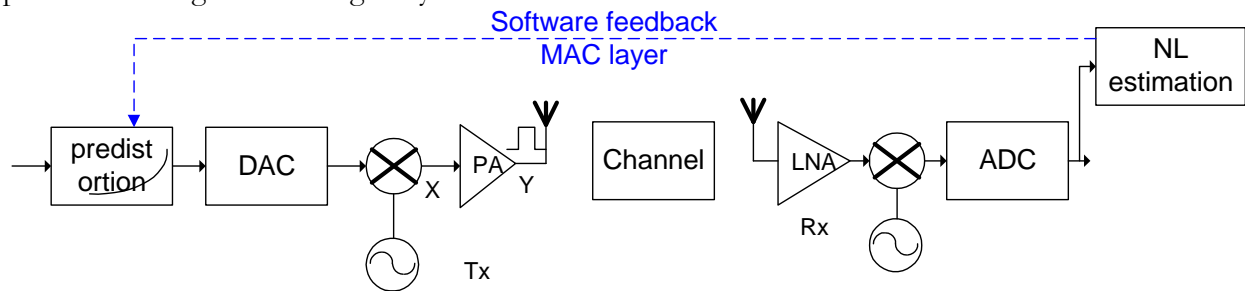 Software feedback
MAC layer
NL
estimation
predist
ortion
DAC
X
PA
Y
Channel
LNA
Rx
ADC
Tx